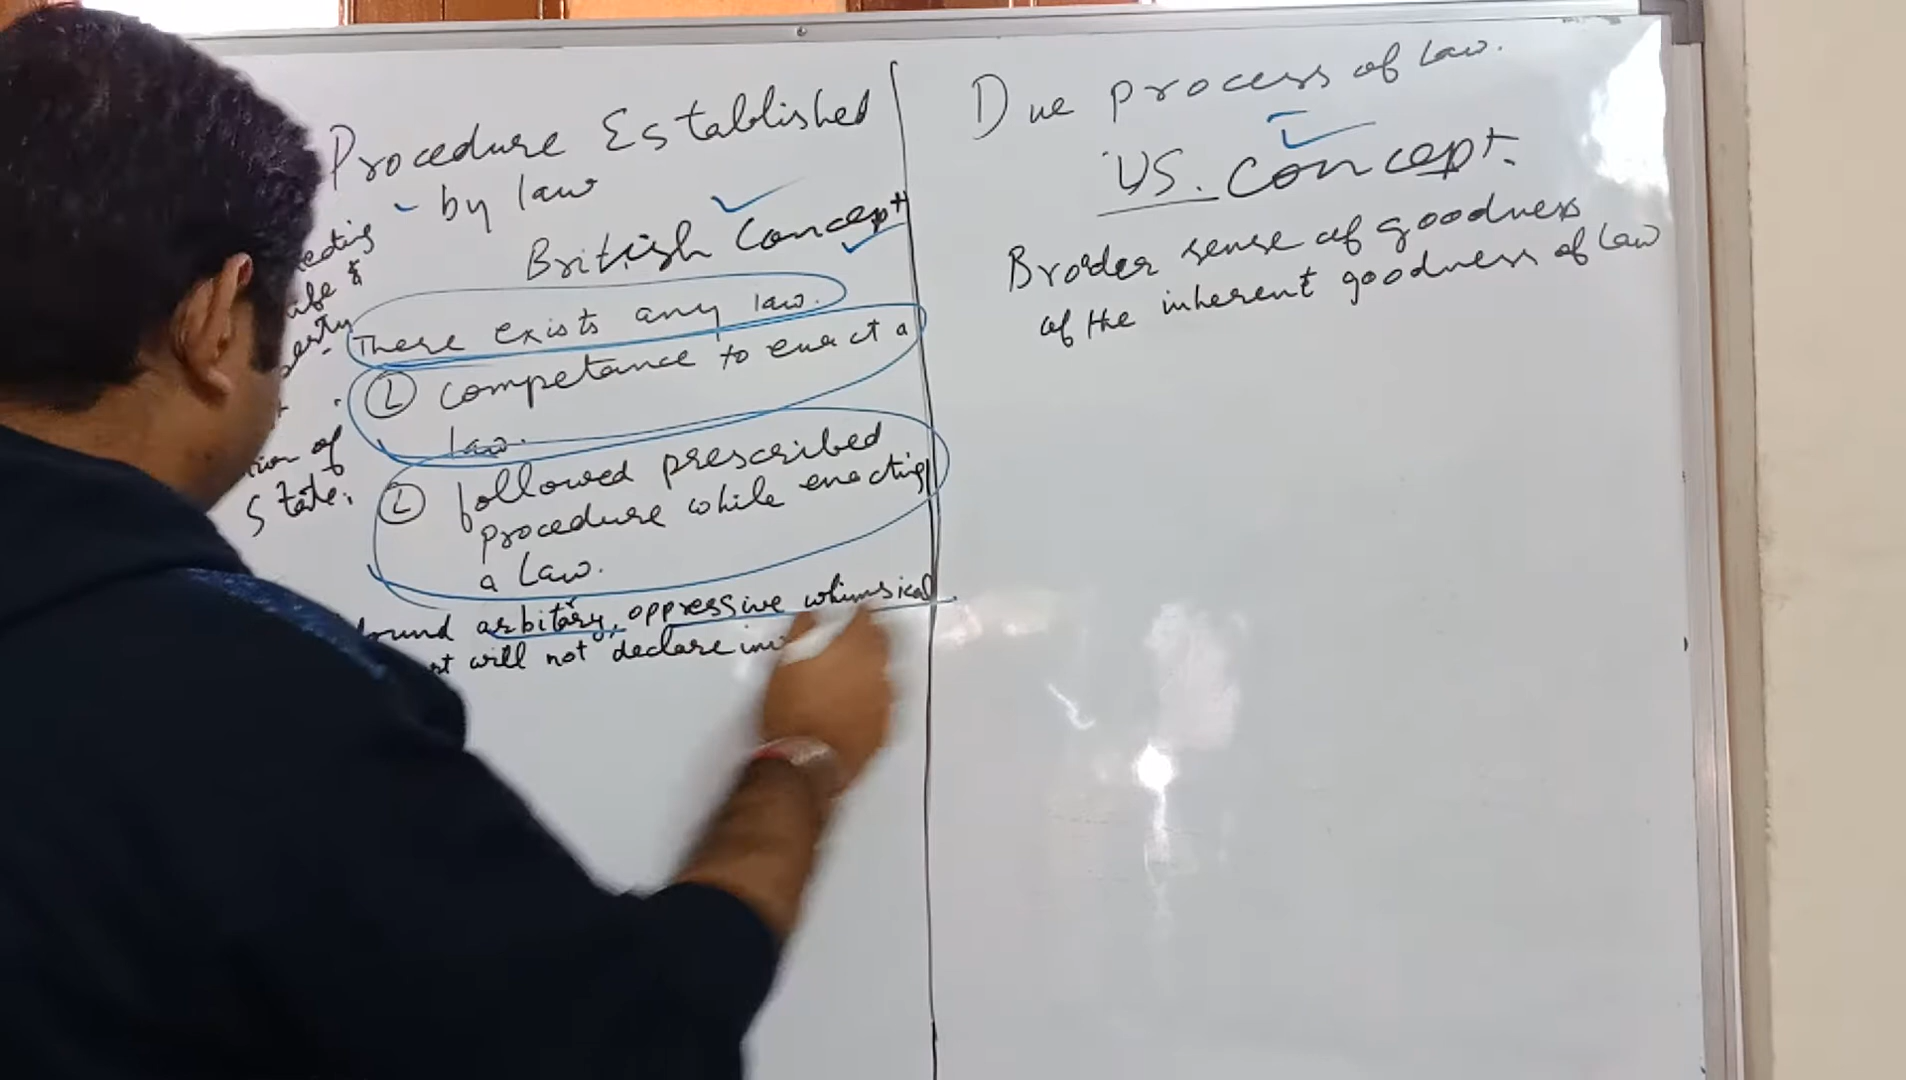 Procedure Established
- by law
British Concept
There exists any law.
L competance to enact a
law.
L followed prescribed
procedure while enacting
a law.
arbitary, oppressive whimsical
will not declare
State.
of
Due process of law.
US. Concept.
Broder sense of goodness
of the inherent goodness of law